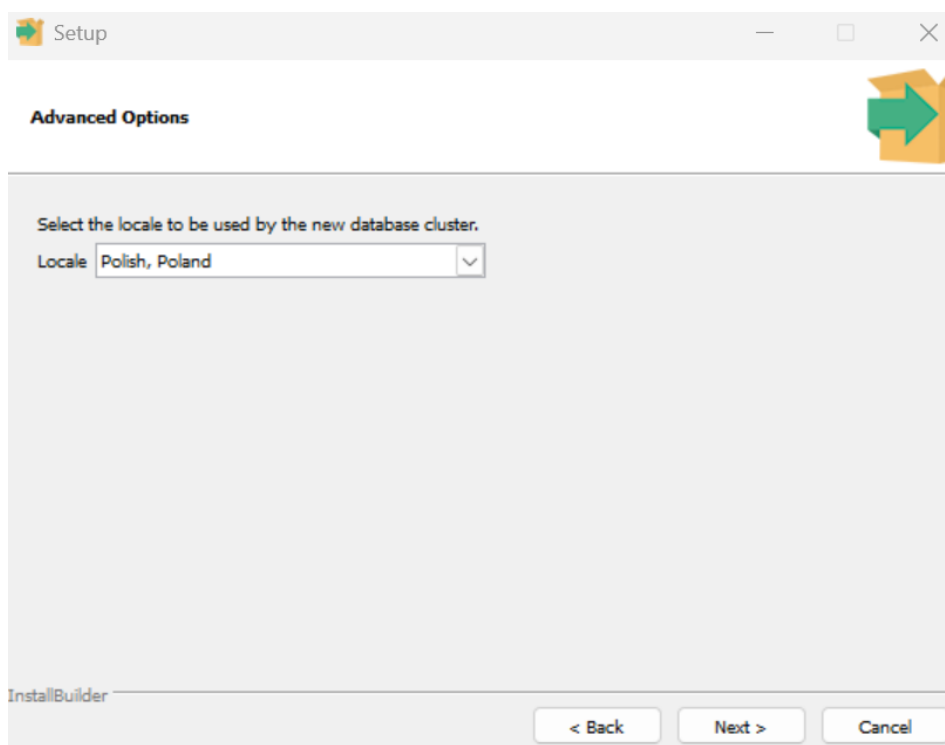 Setup
Advanced Options
Select the locale to be used by the new database cluster.
Locale Polish, Poland
InstallBuilder
< Back Next > Cancel